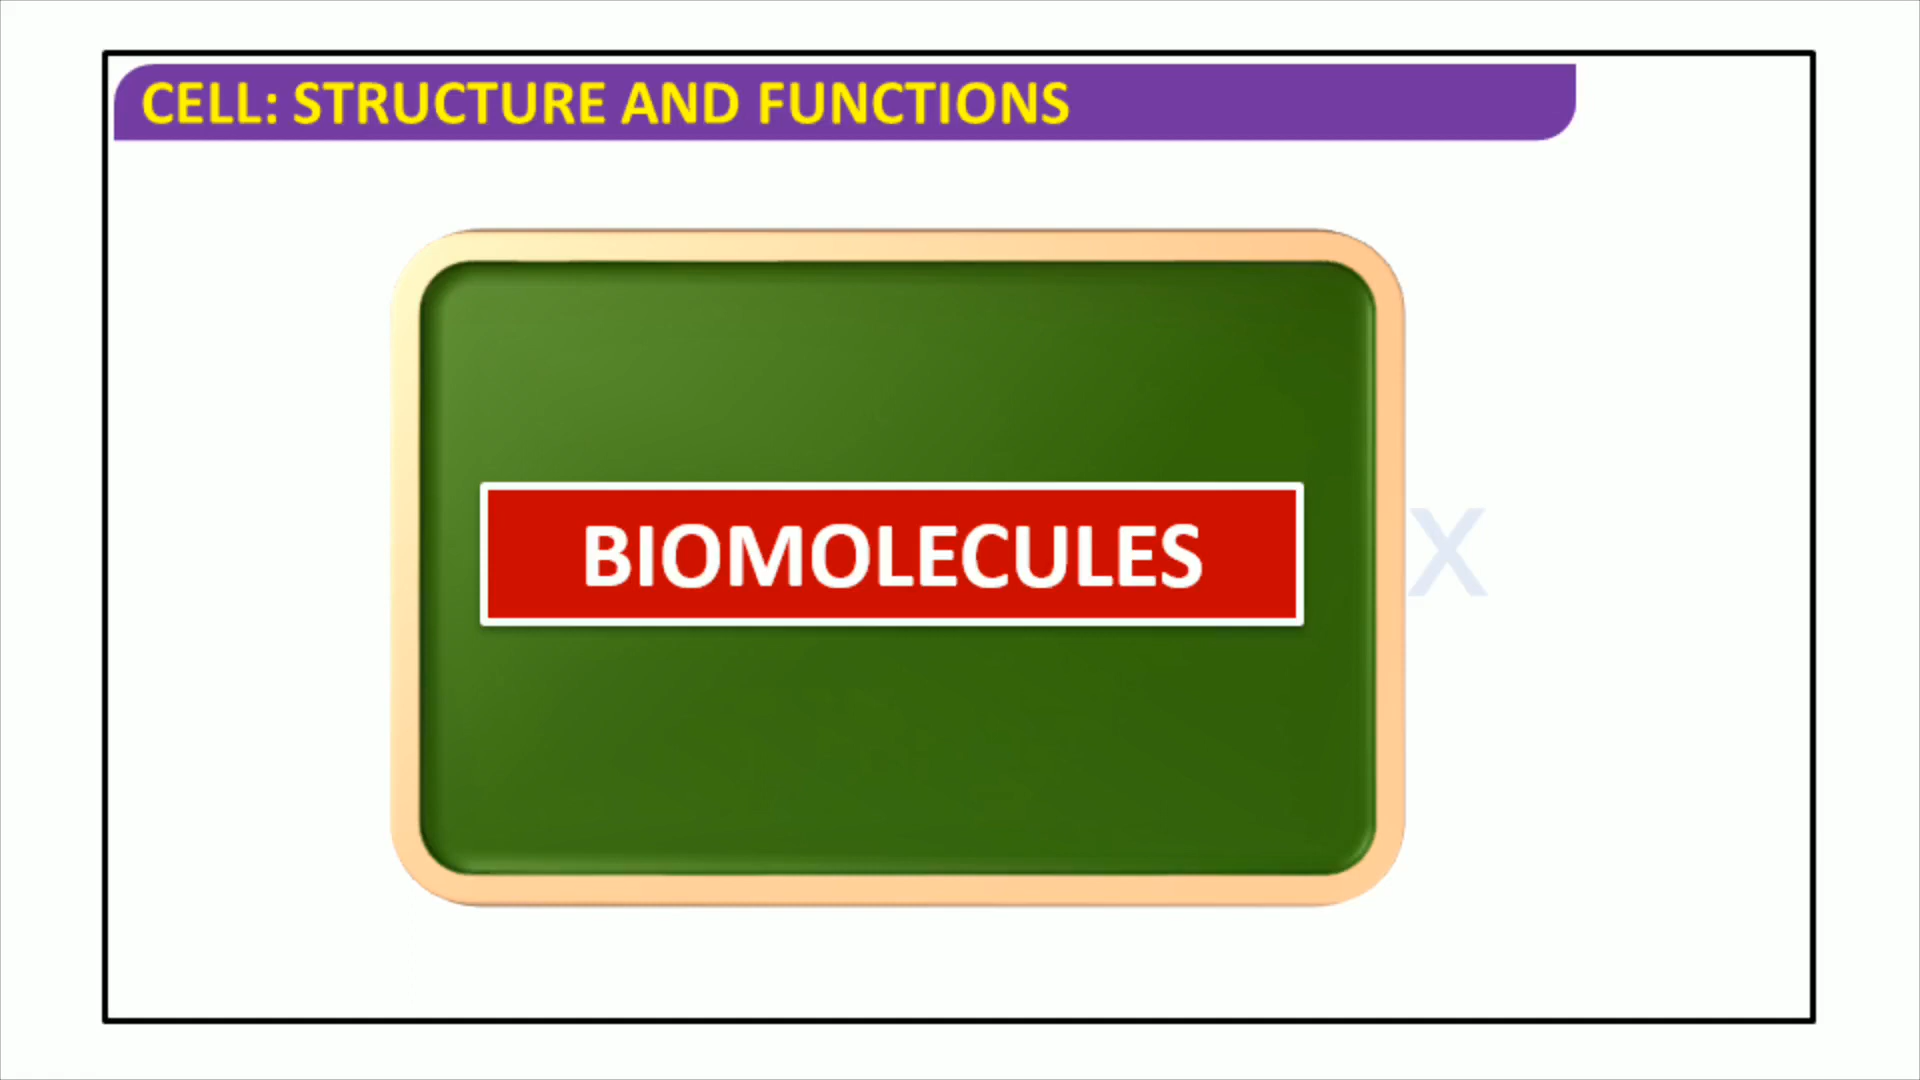 CELL: STRUCTURE AND FUNCTIONS
BIOMOLECULES
X